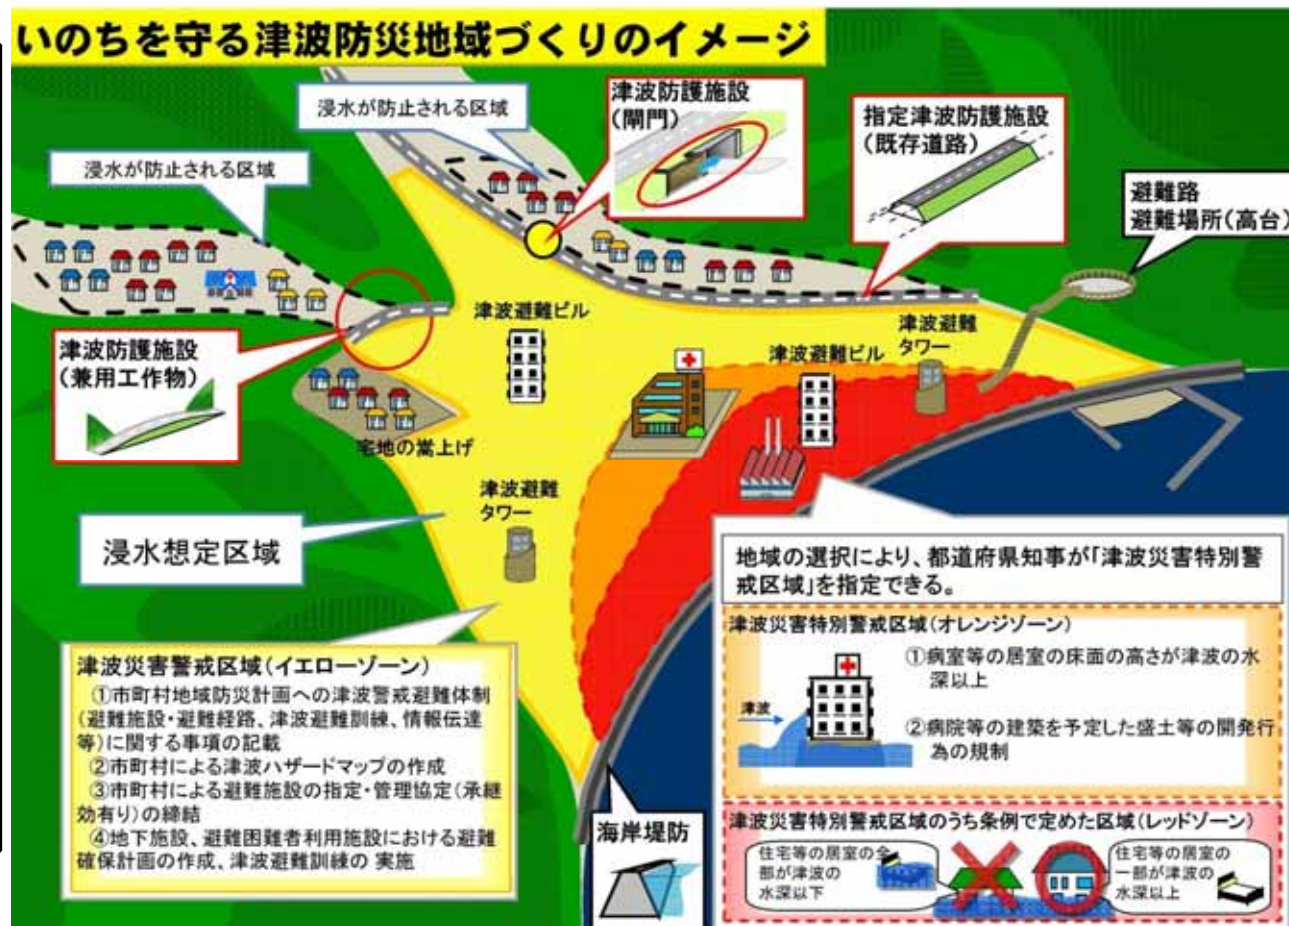 いのちを守る津波防災地域づくりのイメージ
浸水が防止される区域
津波防護施設
(閘門)
指定津波防護施設
(既存道路)
浸水が防止される区域
避難路
避難場所(高台)
津波避難ビル
津波避難
タワー
津波避難ビル
津波防護施設
(兼用工作物)
宅地の嵩上げ
津波避難
タワー
浸水想定区域
地域の選択により、都道府県知事が「津波災害特別警
戒区域」を指定できる。
津波災害特別警戒区域(オレンジゾーン)
①病室等の居室の床面の高さが津波の水
深以上
津波
②病院等の建築を予定した盛土等の開発行
為の規制
津波災害警戒区域(イエローゾーン)
①市町村地域防災計画への津波警戒避難体制
(避難施設・避難経路、津波避難訓練、情報伝達
等)に関する事項の記載
②市町村による津波ハザードマップの作成
③市町村による避難施設の指定・管理協定(承継
効有り)の締結
④地下施設、避難困難者利用施設における避難
確保計画の作成、津波避難訓練の 実施
海岸堤防
津波災害特別警戒区域のうち条例で定めた区域(レッドゾーン)
住宅等の居室の全
部が津波の
水深以下
住宅等の居室の
一部が津波の
水深以上